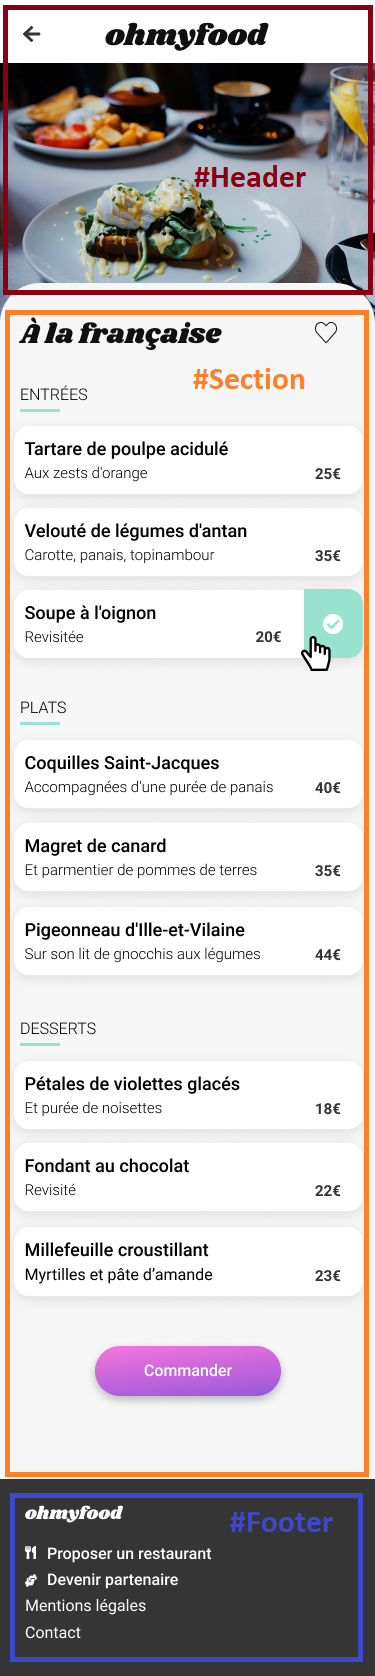 ohmyfood
#Header
À la française
#Section
ENTRÉES
Tartare de poulpe acidulé
Aux zests d'orange
25€
Velouté de légumes d'antan
Carotte, panais, topinambour
35€
Soupe à l'oignon
Revisitée
20€
PLATS
Coquilles Saint-Jacques
Accompagnées d'une purée de panais
40€
Magret de canard
Et parmentier de pommes de terres
35€
Pigeonneau d'Ille-et-Vilaine
Sur son lit de gnocchis aux légumes
44€
DESSERTS
Pétales de violettes glacés
Et purée de noisettes
18€
Fondant au chocolat
Revisité
22€
Millefeuille croustillant
Myrtilles et pâte d’amande
23€
Commander
ohmyfood
#Footer
Proposer un restaurant
Devenir partenaire
Mentions légales
Contact